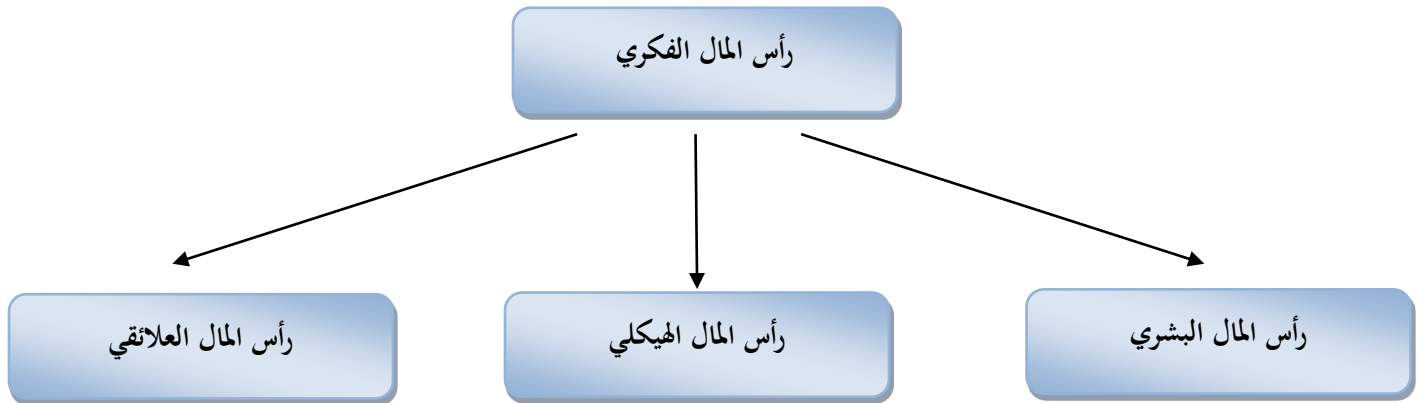 رأس المال الفكري
رأس المال البشري
رأس المال الهيكلي
رأس المال العلائقي